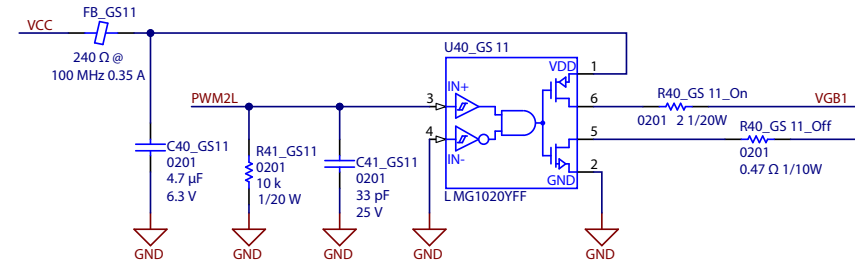 FB_GS11
VCC
240 Ω @
100 MHz 0.35 A
U40_GS 11
VDD
1
IN+
PWM2L
3
6
R40_GS 11_On
VGB1
0201 2 1/20W
4
5
R40_GS 11_Off
0201
0.47 Ω 1/10W
IN-
2
GND
LMG1020YFF
C40_GS11
0201
4.7 µF
6.3 V
R41_GS11
0201
10 k
1/20 W
C41_GS11
0201
33 pF
25 V
GND
GND
GND
GND
GND